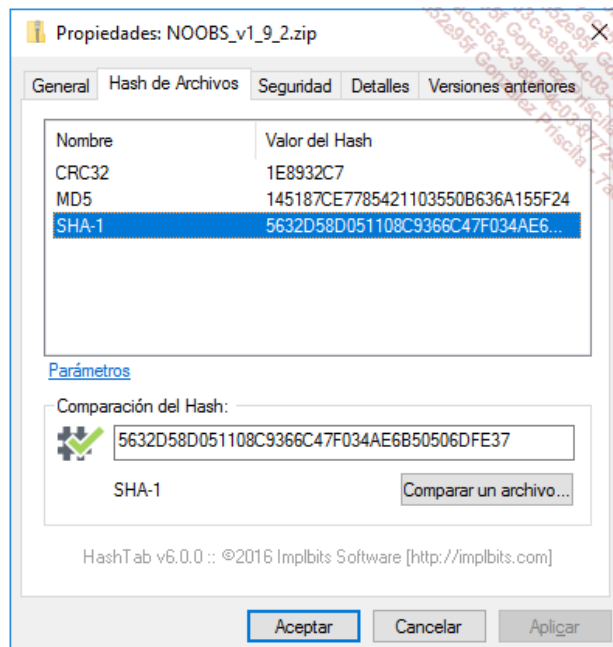 Propiedades: NOOBS_v1_9_2.zip
General Hash de Archivos Seguridad Detalles Versiones anteriores
Nombre Valor del Hash
CRC32 1E8932C7
MD5 145187CE7785421103550B636A155F24
SHA-1 5632D58D051108C9366C47F034AE6...
Parámetros
Comparación del Hash:
5632D58D051108C9366C47F034AE6B50506DFE37
SHA-1 Comparar un archivo...
HashTab v6.0.0 :: ©2016 Implbits Software [http://implbits.com]
Aceptar Cancelar Aplicar